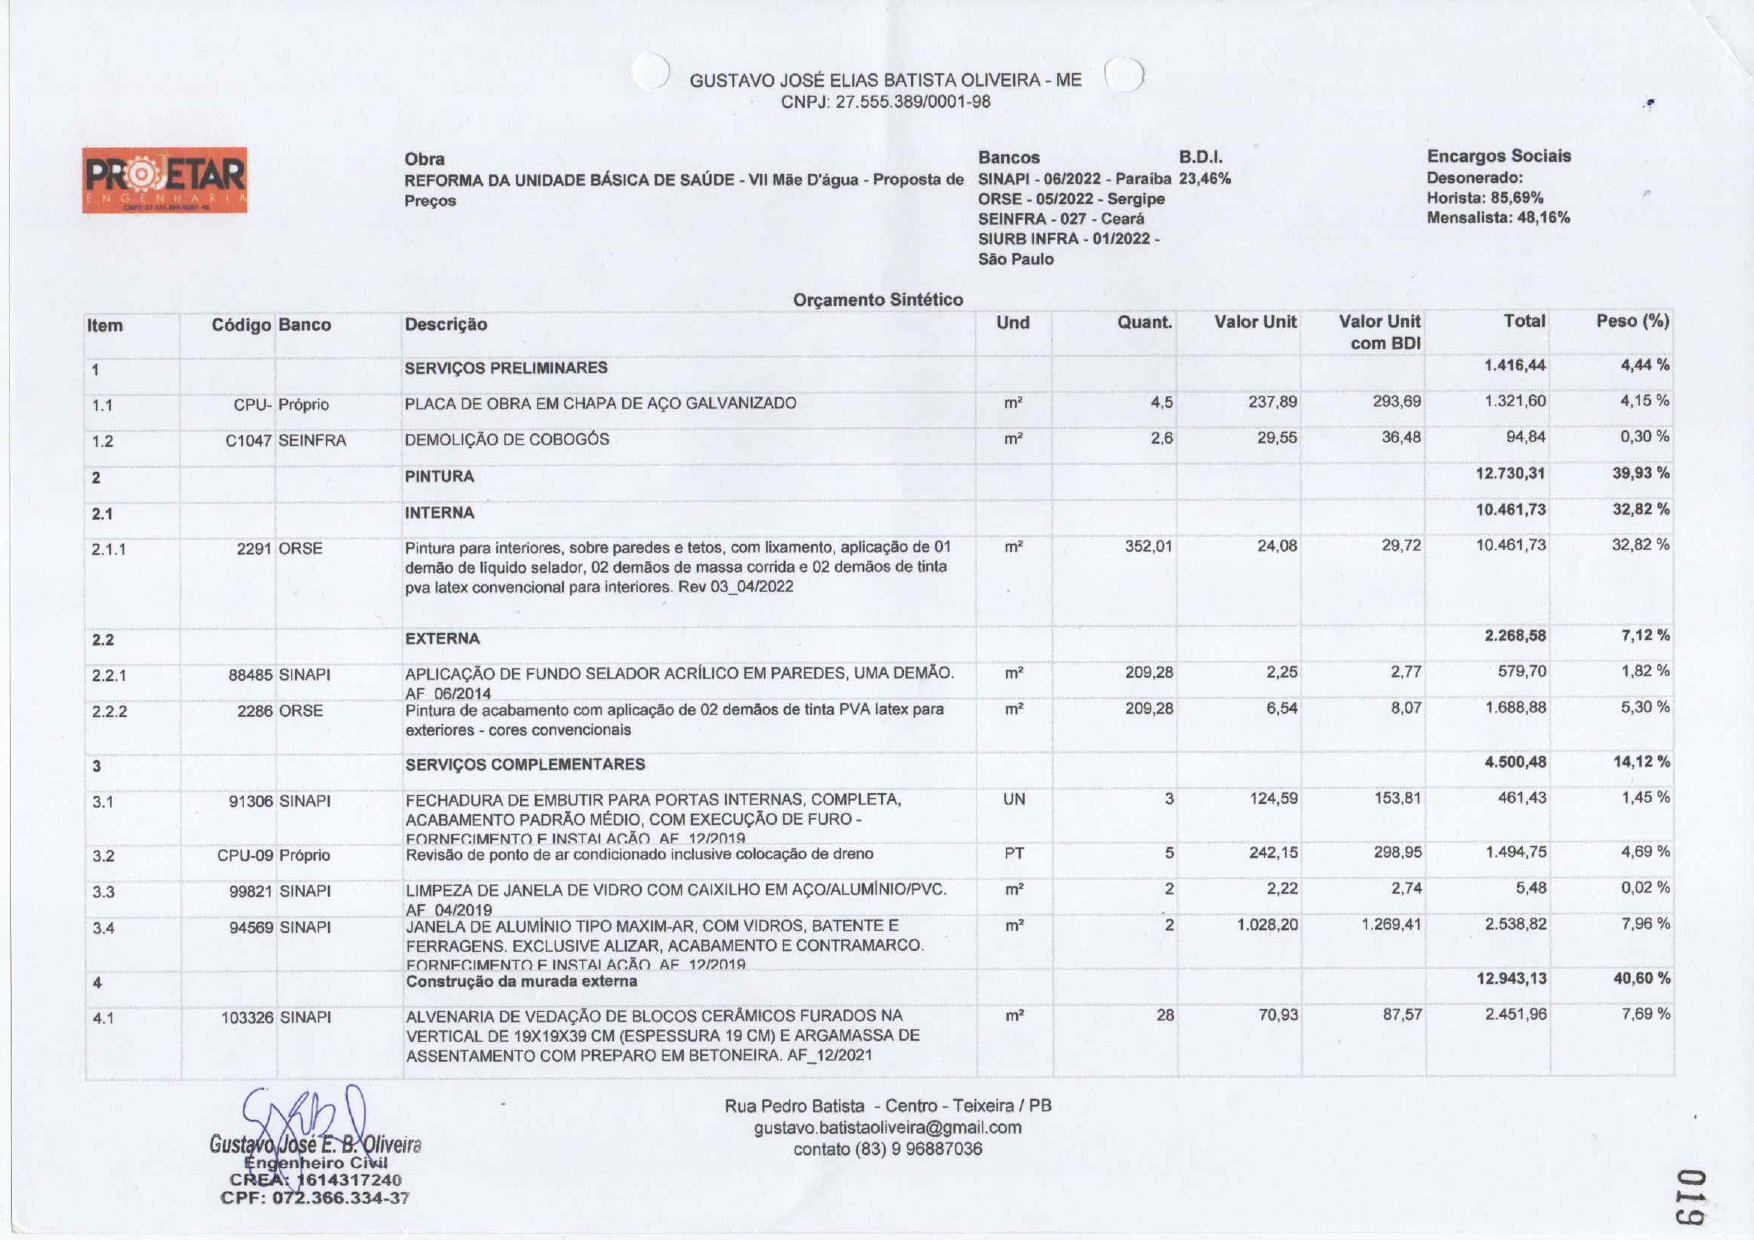 GUSTAVO JOSÉ ELIAS BATISTA OLIVEIRA - ME
CNPJ: 27.555.389/0001-98
PROJETAR
ENGENHARIA
CNPJ: 27.555.389/0001-98
Obra
REFORMA DA UNIDADE BÁSICA DE SAÚDE - VII Mãe D'água - Proposta de
Preços
Bancos
SINAPI - 06/2022 - Paraíba
ORSE - 05/2022 - Sergipe
SEINFRA - 027 - Ceará
SIURB INFRA - 01/2022 -
São Paulo
B.D.I.
23,46%
Encargos Sociais
Desonerado:
Horista: 85,69%
Mensalista: 48,16%
Orçamento Sintético
Item Código Banco Descrição Und Quant. Valor Unit Valor Unit com BDI Total Peso (%)
1 SERVIÇOS PRELIMINARES 1.416,44 4,44 %
1.1 CPU- Próprio PLACA DE OBRA EM CHAPA DE AÇO GALVANIZADO m² 4,5 237,89 293,69 1.321,60 4,15 %
1.2 C1047 SEINFRA DEMOLIÇÃO DE COBOGÓS m² 2,6 29,55 36,48 94,84 0,30 %
2 PINTURA 12.730,31 39,93 %
2.1 INTERNA 10.461,73 32,82 %
2.1.1 2291 ORSE Pintura para interiores, sobre paredes e tetos, com lixamento, aplicação de 01 m² 352,01 24,08 29,72 10.461,73 32,82 %
demão de líquido selador, 02 demãos de massa corrida e 02 demãos de tinta
pva latex convencional para interiores. Rev 03_04/2022
2.2 EXTERNA 2.268,58 7,12 %
2.2.1 88485 SINAPI APLICAÇÃO DE FUNDO SELADOR ACRÍLICO EM PAREDES, UMA DEMÃO. m² 209,28 2,25 2,77 579,70 1,82 %
AF_06/2014
2.2.2 2286 ORSE Pintura de acabamento com aplicação de 02 demãos de tinta PVA latex para m² 209,28 6,54 8,07 1.688,88 5,30 %
exteriores - cores convencionais
3 SERVIÇOS COMPLEMENTARES 4.500,48 14,12 %
3.1 91306 SINAPI FECHADURA DE EMBUTIR PARA PORTAS INTERNAS, COMPLETA, UN 3 124,59 153,81 461,43 1,45 %
ACABAMENTO PADRÃO MÉDIO, COM EXECUÇÃO DE FURO -
FORNECIMENTO E INSTALAÇÃO. AF_12/2019
3.2 CPU-09 Próprio Revisão de ponto de ar condicionado inclusive colocação de dreno PT 5 242,15 298,95 1.494,75 4,69 %
3.3 99821 SINAPI LIMPEZA DE JANELA DE VIDRO COM CAIXILHO EM AÇO/ALUMÍNIO/PVC. m² 2 2,22 2,74 5,48 0,02 %
AF_04/2019
3.4 94569 SINAPI JANELA DE ALUMÍNIO TIPO MAXIM-AR, COM VIDROS, BATENTE E m² 2 1.028,20 1.269,41 2.538,82 7,96 %
FERRAGENS. EXCLUSIVE ALIZAR, ACABAMENTO E CONTRAMARCO.
FORNECIMENTO E INSTALAÇÃO. AF_12/2019
4 Construção da murada externa 12.943,13 40,60 %
4.1 103326 SINAPI ALVENARIA DE VEDAÇÃO DE BLOCOS CERÂMICOS FURADOS NA m² 28 70,93 87,57 2.451,96 7,69 %
VERTICAL DE 19X19X39 CM (ESPESSURA 19 CM) E ARGAMASSA DE
ASSENTAMENTO COM PREPARO EM BETONEIRA. AF_12/2021
Gustavo José E. B. Oliveira
Engenheiro Civil
CREA: 1614317240
CPF: 072.366.334-37
Rua Pedro Batista - Centro - Teixeira / PB
gustavo.batistaoliveira@gmail.com
contato (83) 9 96887036
019